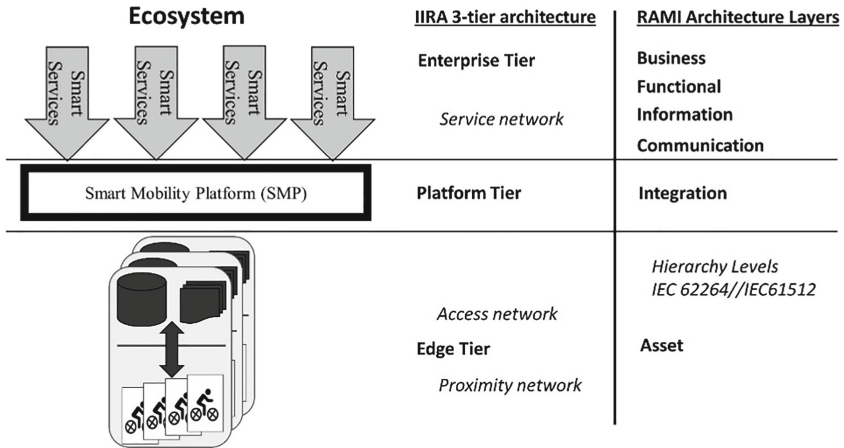 Ecosystem
IIRA 3-tier architecture
RAMI Architecture Layers
Smart Services
Smart Services
Smart Services
Smart Services
Enterprise Tier
Service network
Business
Functional
Information
Communication
Smart Mobility Platform (SMP)
Platform Tier
Integration
Hierarchy Levels
IEC 62264//IEC61512
Access network
Edge Tier
Asset
Proximity network